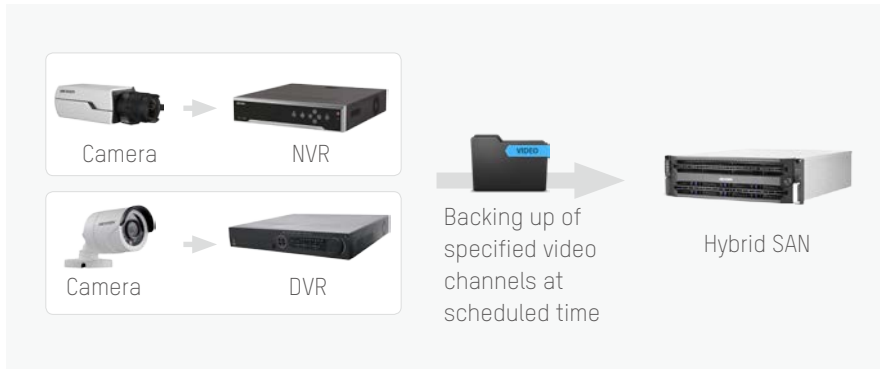 Camera
NVR
Camera
DVR
VIDEO
Backing up of
specified video
channels at
scheduled time
Hybrid SAN